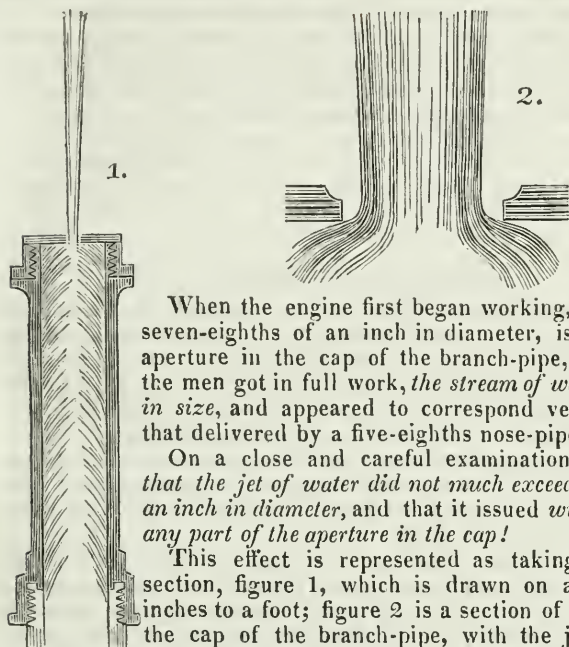 2.
1.
When the engine first began working,
seven-eighths of an inch in diameter, is
aperture in the cap of the branch-pipe,
the men got in full work, the stream of w
in size, and appeared to correspond ve
that delivered by a five-eighths nose-pip
On a close and careful examination
that the jet of water did not much exceed
an inch in diameter, and that it issued w
any part of the aperture in the cap!
This effect is represented as taking
section, figure 1, which is drawn on a
inches to a foot; figure 2 is a section of
the cap of the branch-pipe, with the j